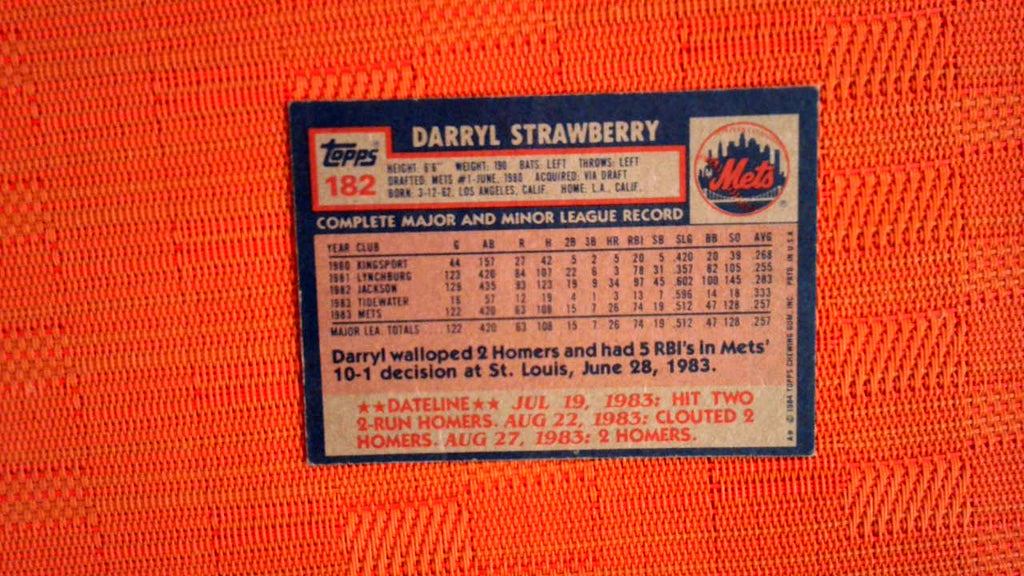 DARRYL STRAWBERRY
TOPPS
182
Mets
HEIGHT: 6'6" WEIGHT: 190 BATS: LEFT THROWS: LEFT
DRAFTED: METS #1-JUNE, 1980 ACQUIRED: VIA DRAFT
BORN: 3-12-62, LOS ANGELES, CALIF. HOME: L.A., CALIF.
COMPLETE MAJOR AND MINOR LEAGUE RECORD
YEAR CLUB G AB R H 2B 3B HR RBI SB SLG BB SO AVG
1980 KINGSPORT 44 157 27 42 5 2 5 20 5 .420 20 39 .268
1981 LYNCHBURG 123 420 84 107 22 6 3 78 31 .357 82 105 .255
1982 JACKSON 129 435 93 123 19 9 34 97 45 .602 100 145 .283
1983 TIDEWATER 16 57 12 19 4 1 3 13 7 .596 14 18 .333
1983 METS 122 420 63 108 15 7 26 74 19 .512 47 128 .257
MAJOR LEA. TOTALS 122 420 63 108 15 7 26 74 19 .512 47 128 .257
Darryl walloped 2 Homers and had 5 RBI's in Mets'
10-1 decision at St. Louis, June 28, 1983.
★★DATELINE★★ JUL 19, 1983: HIT TWO
2-RUN HOMERS. AUG 22, 1983: CLOUTED 2
HOMERS. AUG 27, 1983: 2 HOMERS.
A* © 1984 TOPPS CHEWING GUM, INC. PRTD. IN U.S.A.